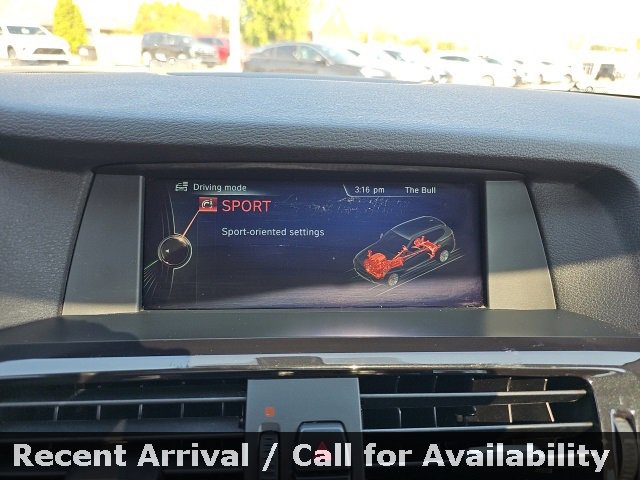 Driving mode 3:16 pm The Bull
SPORT
Sport-oriented settings
Recent Arrival / Call for Availability